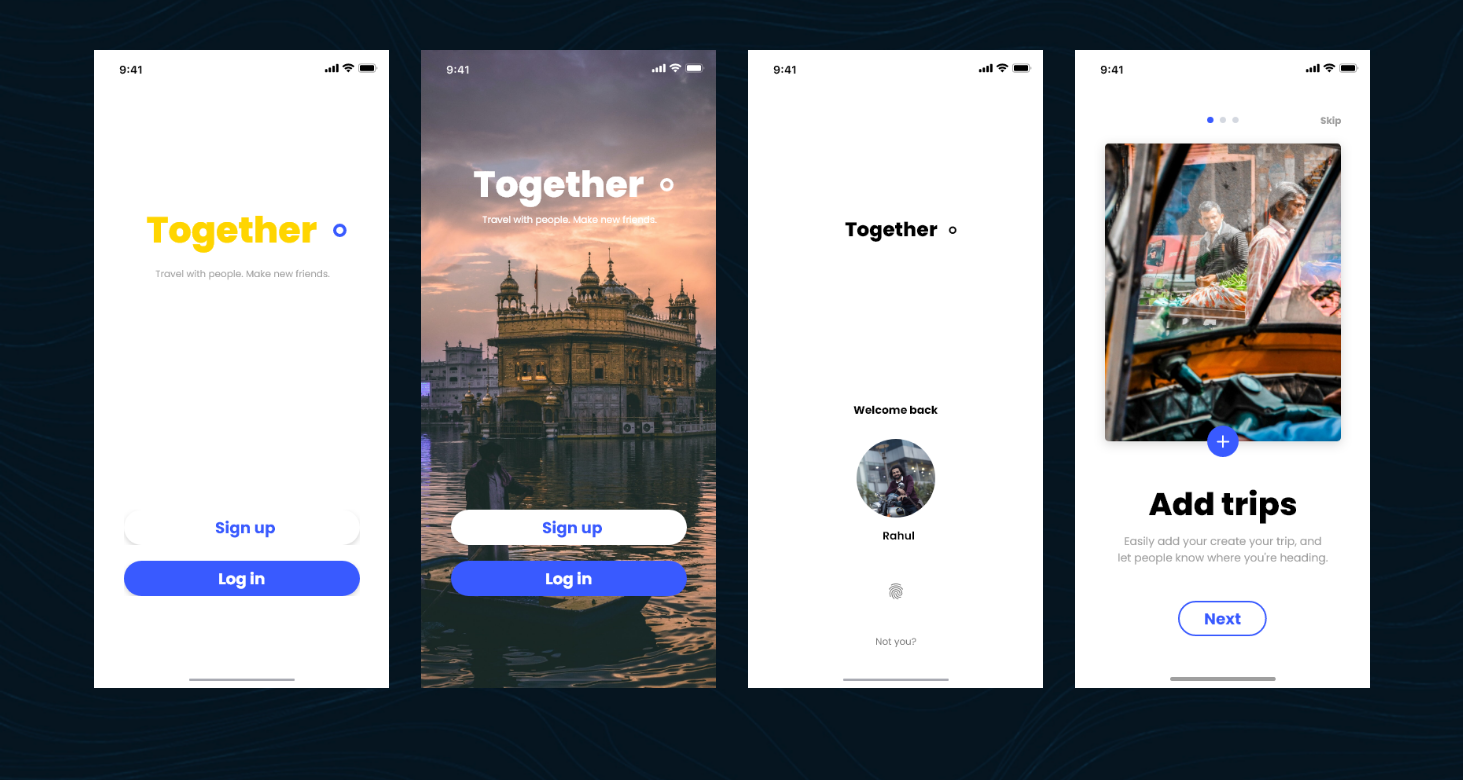 9:41
Together
Travel with people. Make new friends.
Sign up
Log in
9:41
Together
Travel with people. Make new friends.
Sign up
Log in
9:41
Together
Welcome back
Rahul
Not you?
9:41
Skip
Add trips
Easily add your create your trip, and
let people know where you're heading.
Next